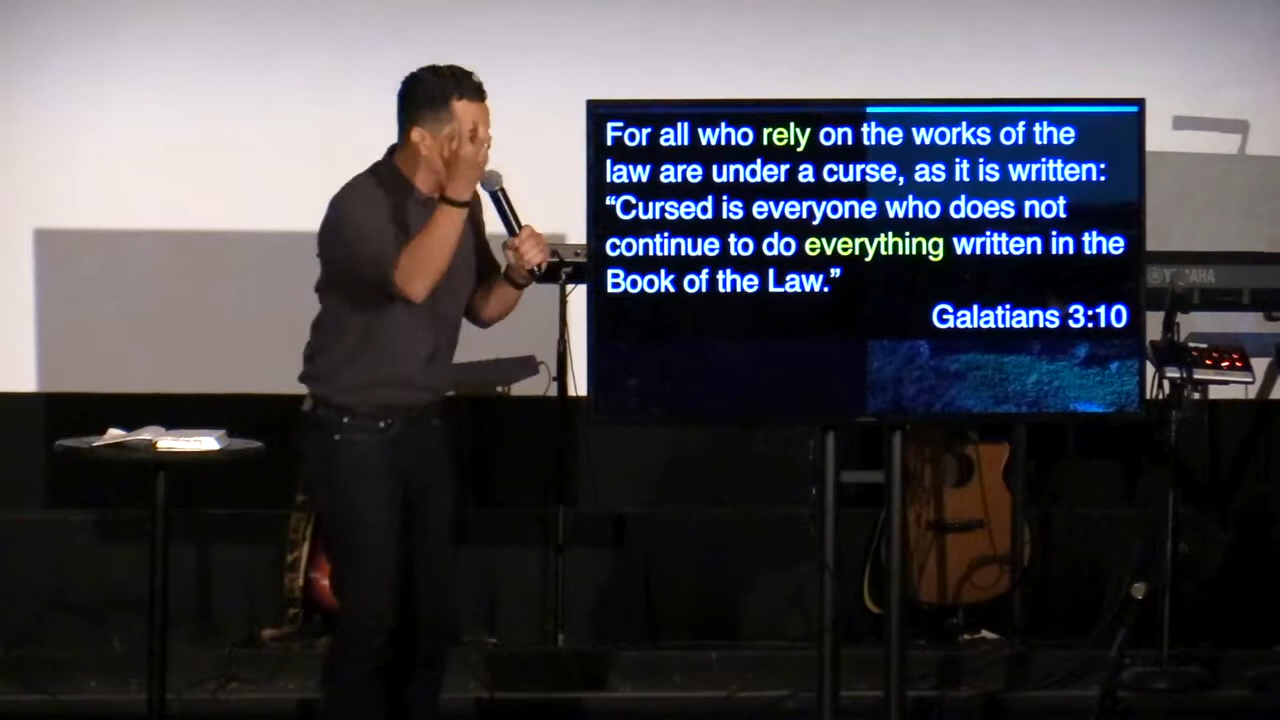 For all who rely on the works of the
law are under a curse, as it is written:
“Cursed is everyone who does not
continue to do everything written in the
Book of the Law.”
Galatians 3:10
YAMAHA